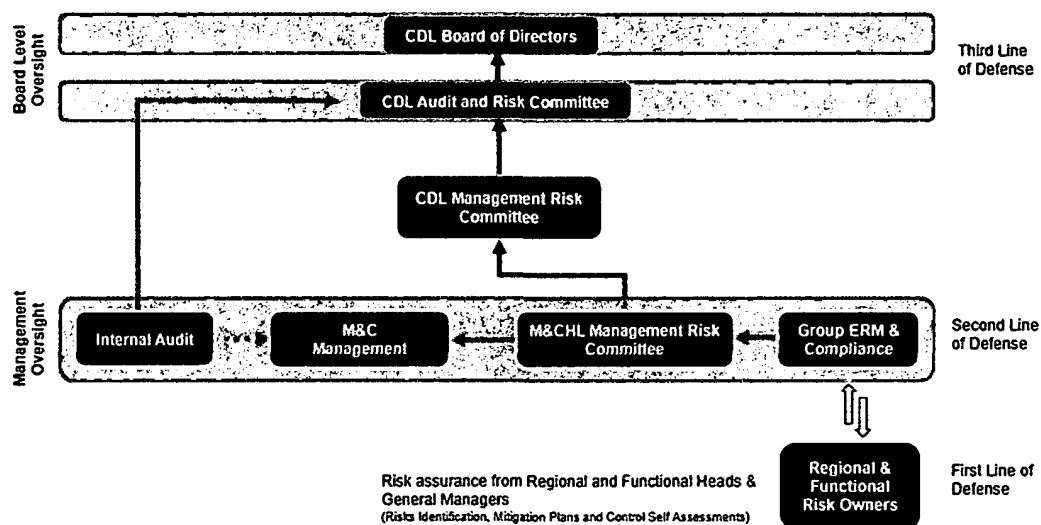 Board Level
Oversight
CDL Board of Directors
Third Line
of Defense
CDL Audit and Risk Committee
CDL Management Risk
Committee
Management
Oversight
Internal Audit
M&C
Management
M&CHL Management Risk
Committee
Group ERM &
Compliance
Second Line
of Defense
Risk assurance from Regional and Functional Heads &
General Managers
(Risks Identification, Mitigation Plans and Control Self Assessments)
Regional &
Functional
Risk Owners
First Line of
Defense